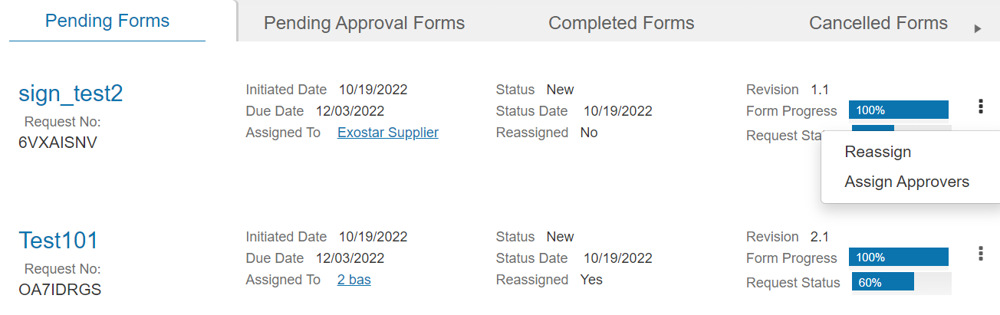 Pending Forms
Pending Approval Forms
Completed Forms
Cancelled Forms
sign_test2
Request No:
6VXAISNV
Initiated Date 10/19/2022
Due Date 12/03/2022
Assigned To Exostar Supplier
Status New
Status Date 10/19/2022
Reassigned No
Revision 1.1
Form Progress 100%
Request
Reassign
Assign Approvers
Test101
Request No:
OA7IDRGS
Initiated Date 10/19/2022
Due Date 12/03/2022
Assigned To 2 bas
Status New
Status Date 10/19/2022
Reassigned Yes
Revision 2.1
Form Progress 100%
Request Status 60%